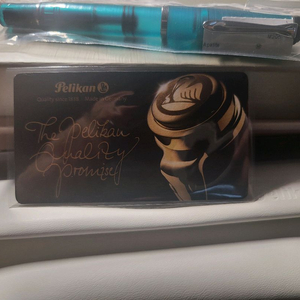 Pelikan
The Pelikan
Quality
promise